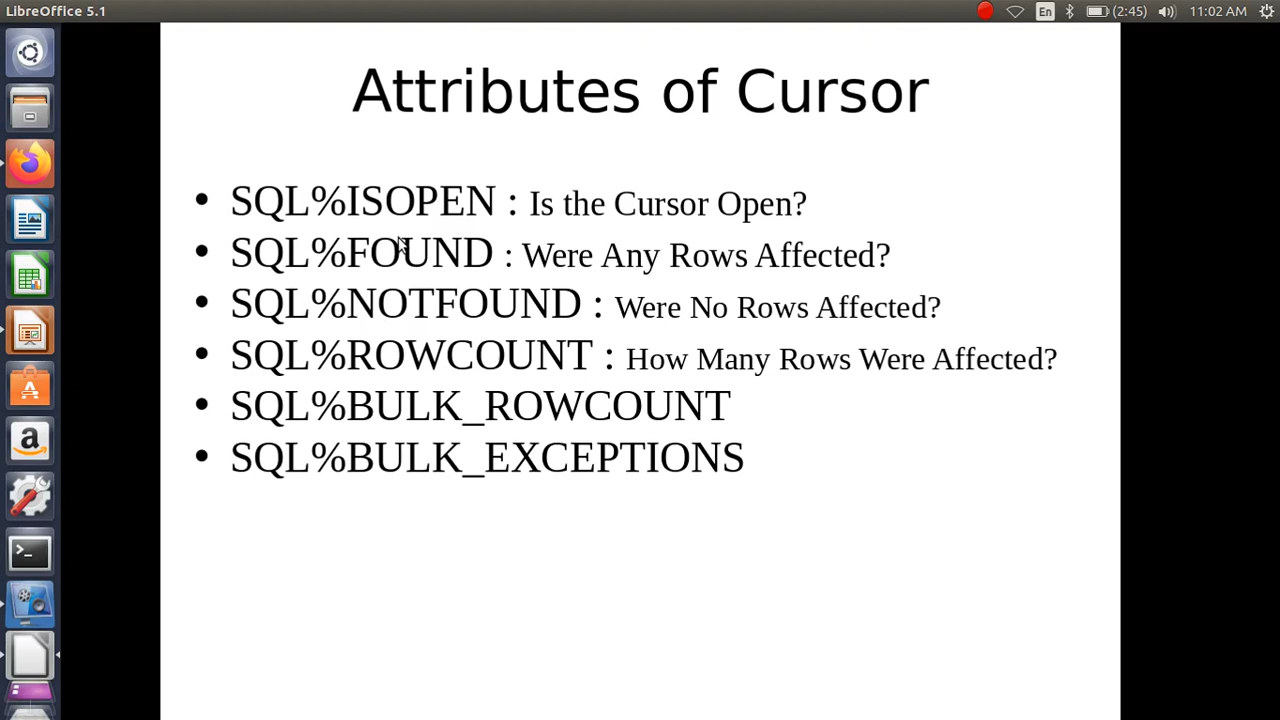 LibreOffice 5.1
En
(2:45)
11:02 AM
Attributes of Cursor
• SQL%ISOPEN : Is the Cursor Open?
• SQL%FOUND : Were Any Rows Affected?
• SQL%NOTFOUND : Were No Rows Affected?
• SQL%ROWCOUNT : How Many Rows Were Affected?
• SQL%BULK_ROWCOUNT
• SQL%BULK_EXCEPTIONS